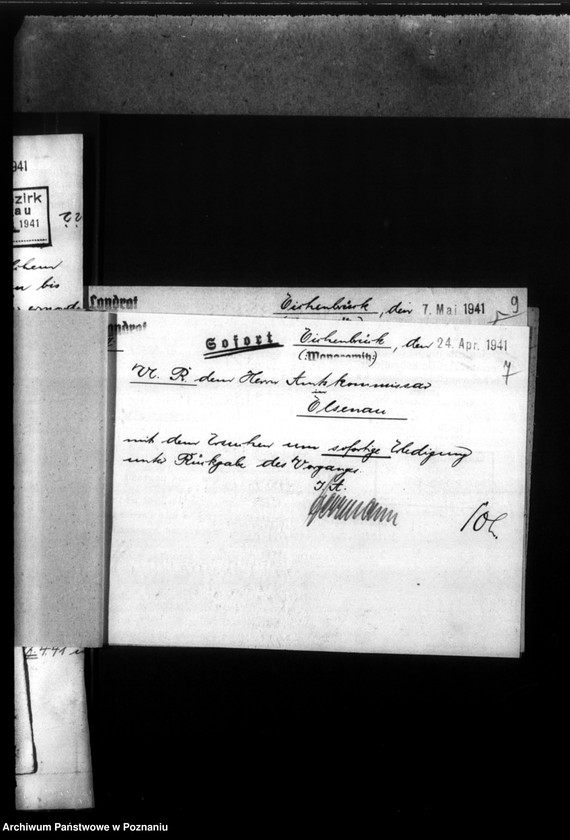 941
zirk
au
1941
Landrat
Eichenbrück, den 7. Mai 1941
9
Landrat
Sofort
Eichenbrück, den 24. Apr. 1941
(:Wongrowitz:)
7
U. R. dem Herrn Amtskommissar
in
Elsenau
mit dem Ersuchen um sofortige Erledigung
unter Rückgabe des Vorgangs.
I. A.
Archiwum Państwowe w Poznaniu